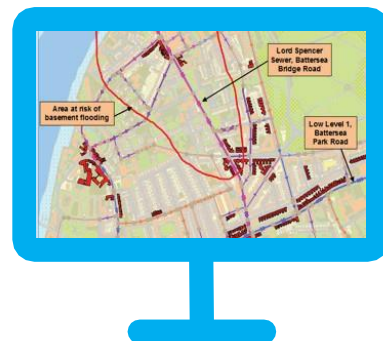 Lord Spencer
Sewer, Battersea
Bridge Road
Area at risk of
basement flooding
Low Level 1,
Battersea
Park Road